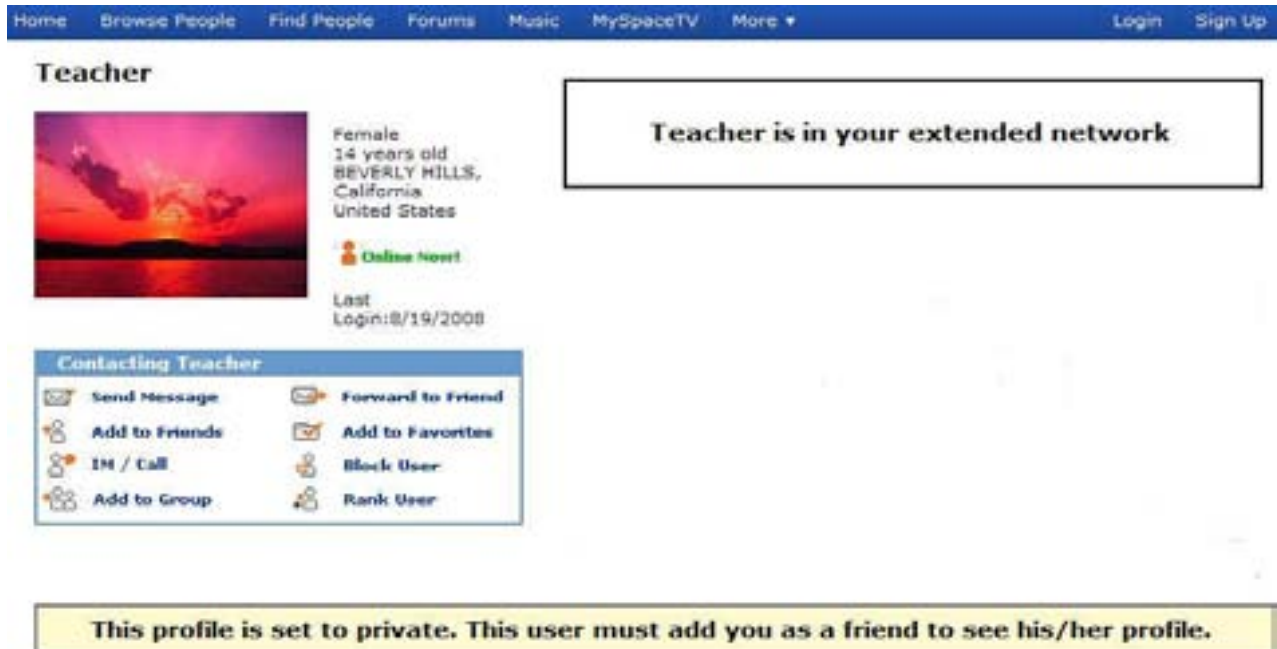 Home Browse People Find People Forums Music MySpaceTV More ▾ Login Sign Up
Teacher
Female
14 years old
BEVERLY HILLS,
California
United States
Online Now!
Last
Login:8/19/2008
Teacher is in your extended network
Contacting Teacher
Send Message Forward to Friend
Add to Friends Add to Favorites
IM / Call Block User
Add to Group Rank User
This profile is set to private. This user must add you as a friend to see his/her profile.